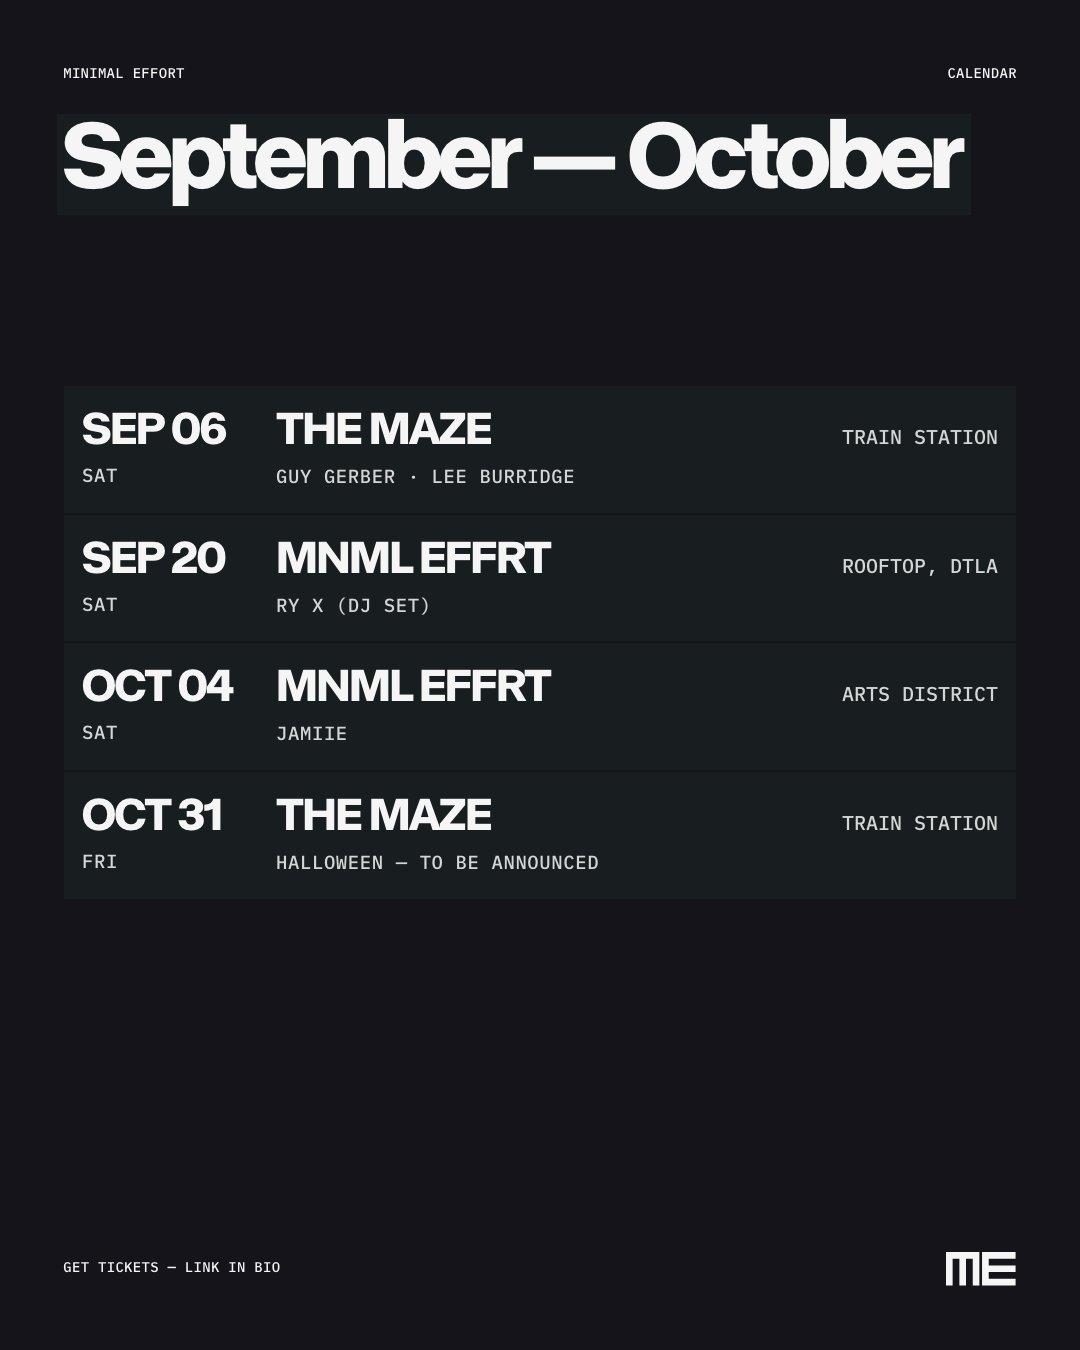 MINIMAL EFFORT
CALENDAR
September — October
SEP 06
THE MAZE
TRAIN STATION
SAT
GUY GERBER · LEE BURRIDGE
SEP 20
MNML EFFRT
ROOFTOP, DTLA
SAT
RY X (DJ SET)
OCT 04
MNML EFFRT
ARTS DISTRICT
SAT
JAMIIE
OCT 31
THE MAZE
TRAIN STATION
FRI
HALLOWEEN — TO BE ANNOUNCED
GET TICKETS — LINK IN BIO
ME